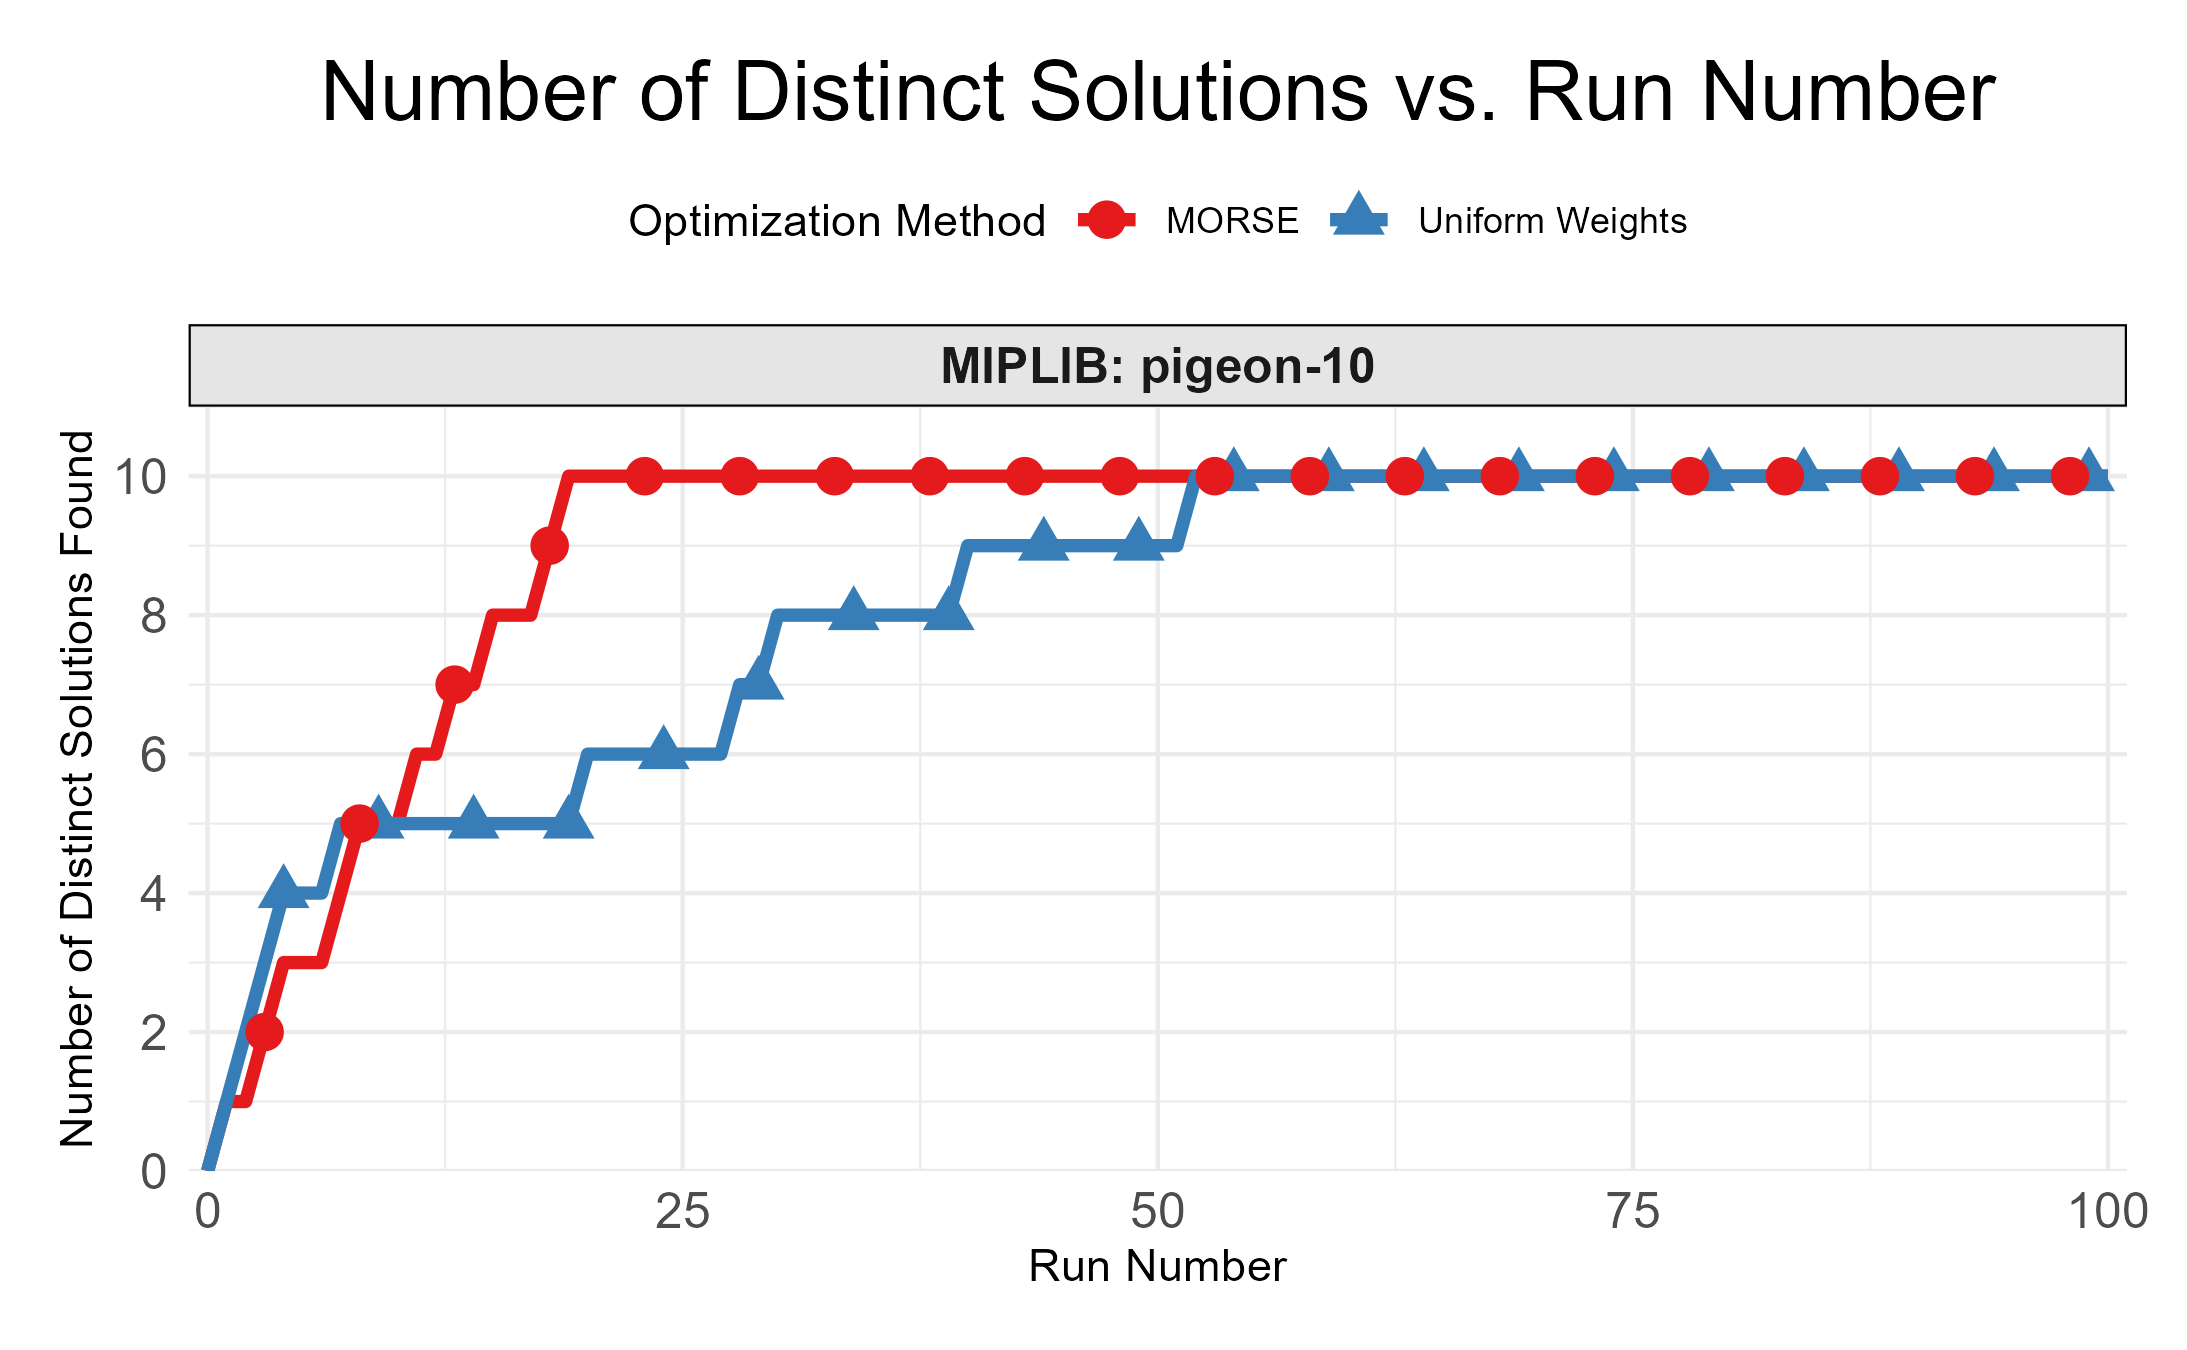 Number of Distinct Solutions vs. Run Number
Optimization Method MORSE Uniform Weights
MIPLIB: pigeon-10
Number of Distinct Solutions Found
10
8
6
4
2
0
0 25 50 75 100
Run Number